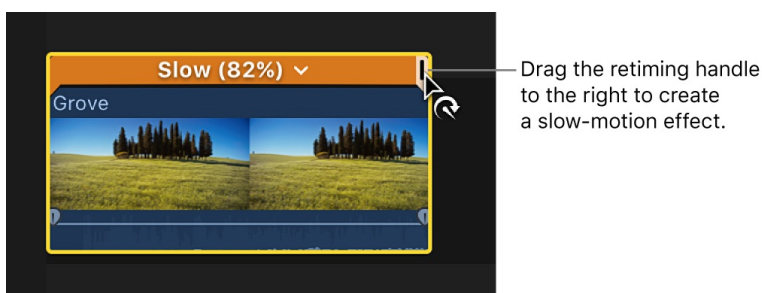 Slow (82%)
Grove
Drag the retiming handle
to the right to create
a slow-motion effect.